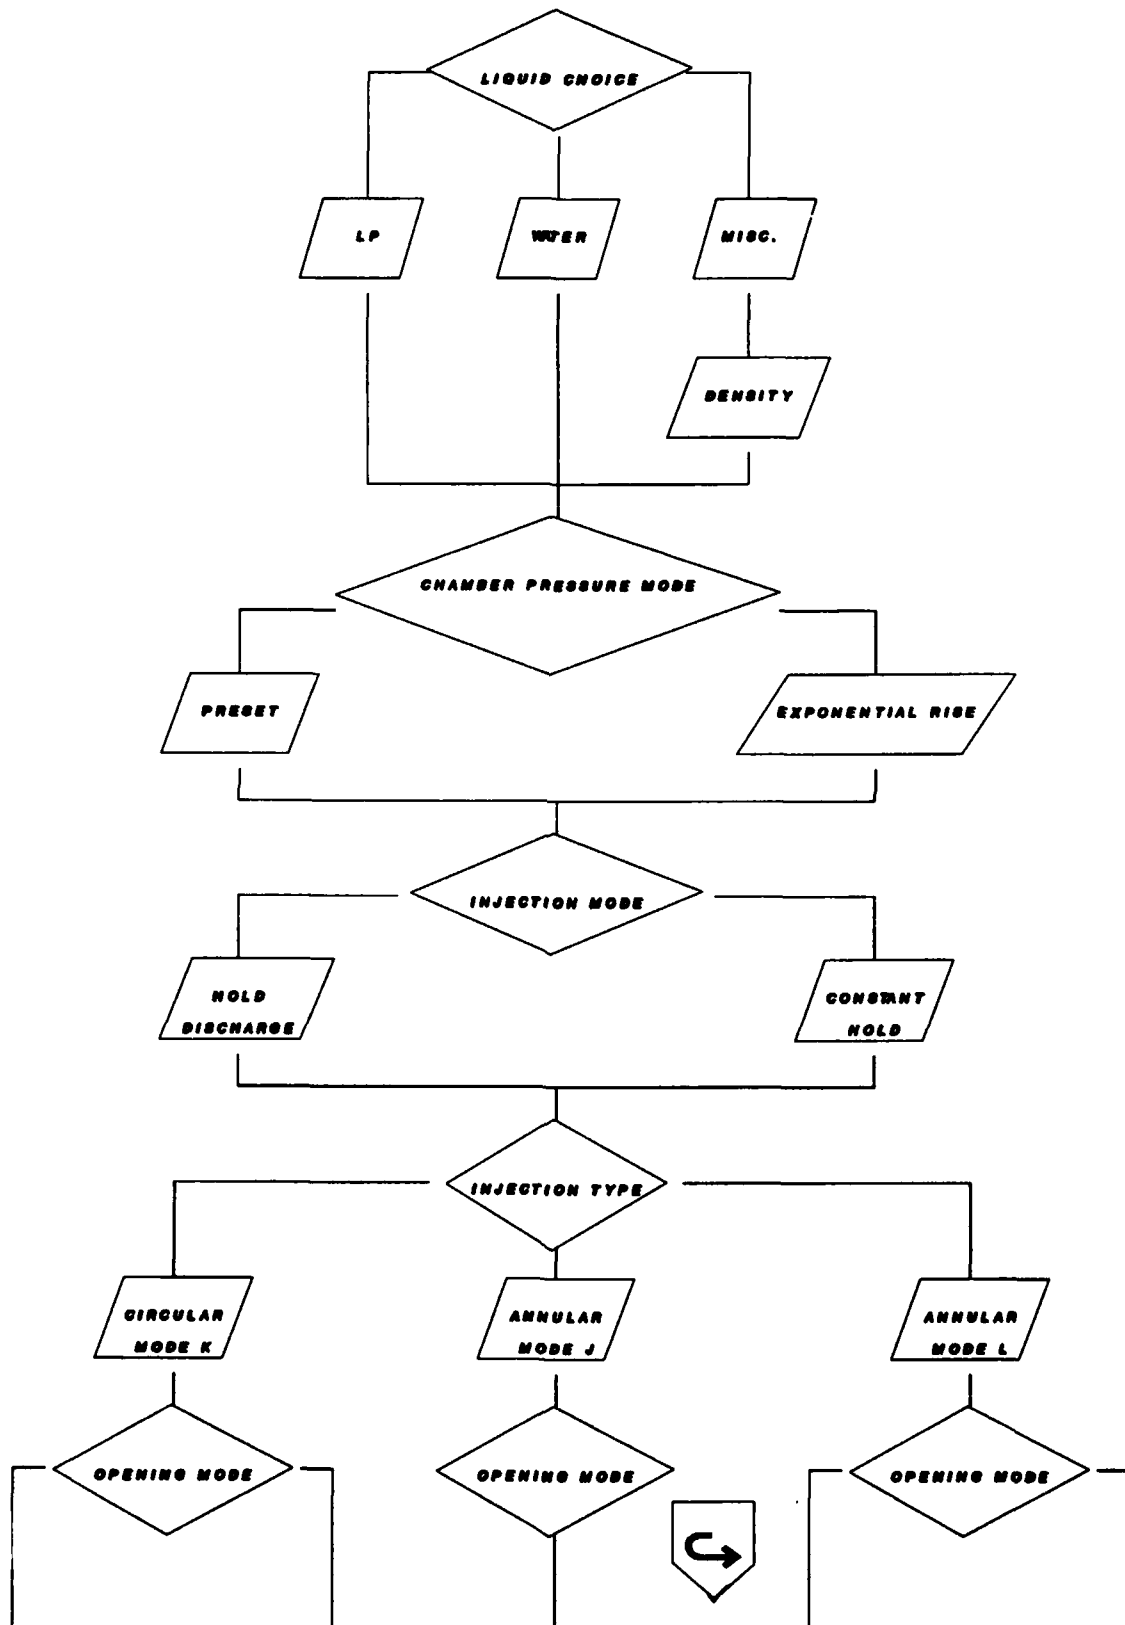 LIQUID CHOICE
LP
WATER
MISC.
DENSITY
CHAMBER PRESSURE MODE
PRESET
EXPONENTIAL RISE
INJECTION MODE
HOLD
DISCHARGE
CONSTANT
HOLD
INJECTION TYPE
CIRCULAR
MODE K
ANNULAR
MODE J
ANNULAR
MODE L
OPENING MODE
OPENING MODE
OPENING MODE